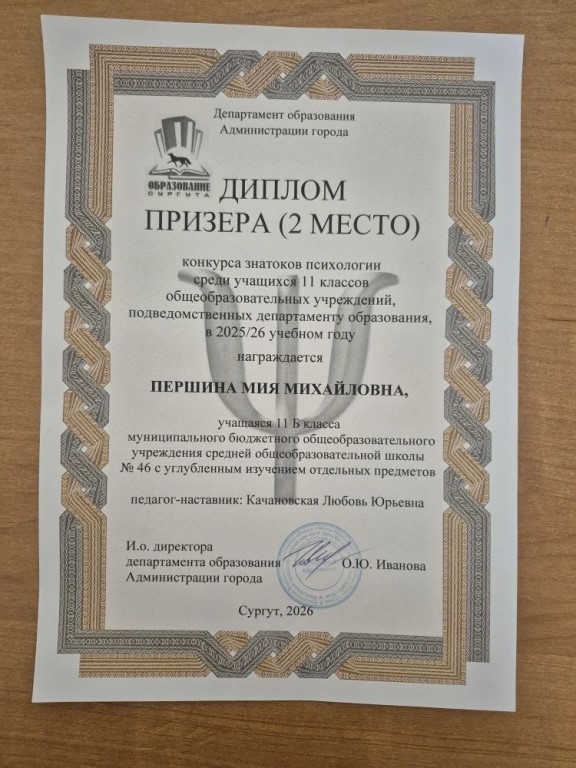 Департамент образования
Администрации города
ОБРАЗОВАНИЕ
СУРГУТА
ДИПЛОМ
ПРИЗЕРА (2 МЕСТО)
конкурса знатоков психологии
среди учащихся 11 классов
общеобразовательных учреждений,
подведомственных департаменту образования,
в 2025/26 учебном году
награждается
ПЕРШИНА МИЯ МИХАЙЛОВНА,
учащаяся 11 Б класса
муниципального бюджетного общеобразовательного
учреждения средней общеобразовательной школы
№ 46 с углубленным изучением отдельных предметов
педагог-наставник: Качановская Любовь Юрьевна
И.о. директора
департамента образования
Администрации города
О.Ю. Иванова
Сургут, 2026